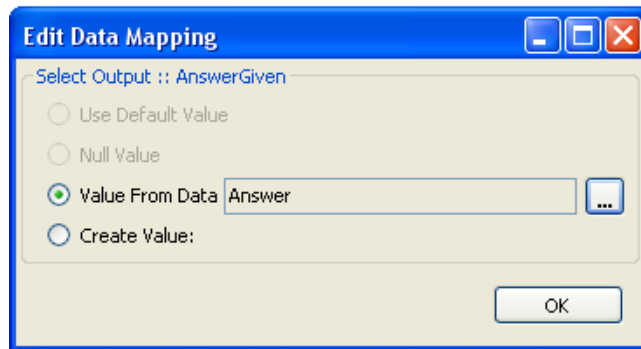 Edit Data Mapping
Select Output :: AnswerGiven
Use Default Value
Null Value
Value From Data Answer ...
Create Value:
OK